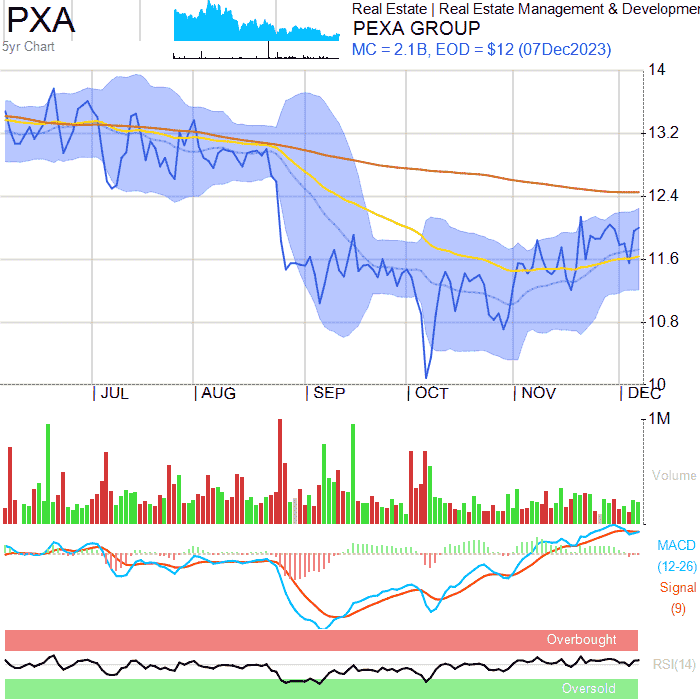 PXA
5yr Chart
Real Estate | Real Estate Management & Developmen
PEXA GROUP
MC = 2.1B, EOD = $12 (07Dec2023)
14
13.2
12.4
11.6
10.8
10
| JUL | AUG | SEP | OCT | NOV | DEC
1M
Volume
MACD
(12-26)
Signal
(9)
Overbought
RSI(14)
Oversold